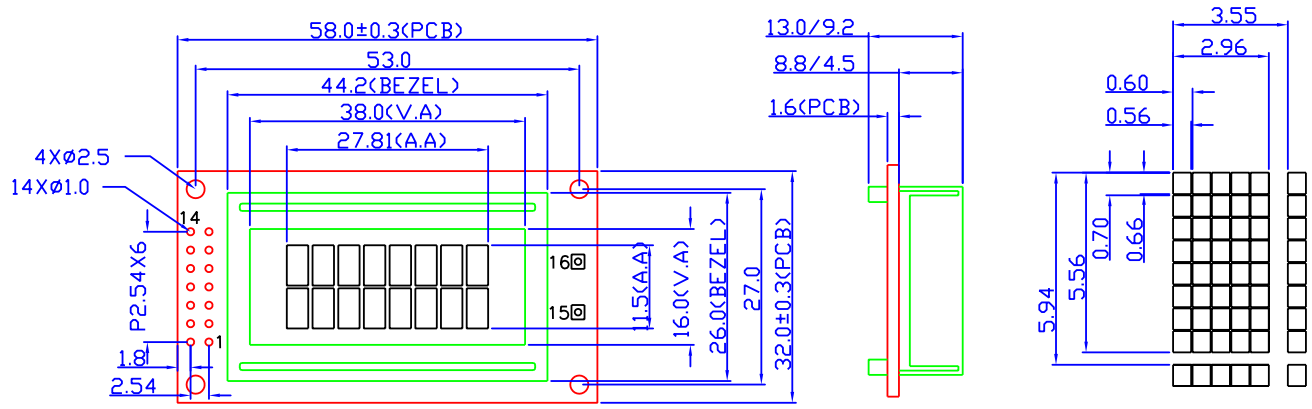 58.0±0.3(PCB)
53.0
44.2(BEZEL)
38.0(V.A)
27.81(A.A)
4XØ2.5
14XØ1.0
14
P2.54X6
1
1.8
2.54
16
15
11.5(A.A)
16.0(V.A)
26.0(BEZEL)
27.0
32.0±0.3(PCB)
13.0/9.2
8.8/4.5
1.6(PCB)
3.55
2.96
0.60
0.56
0.70
0.66
5.56
5.94